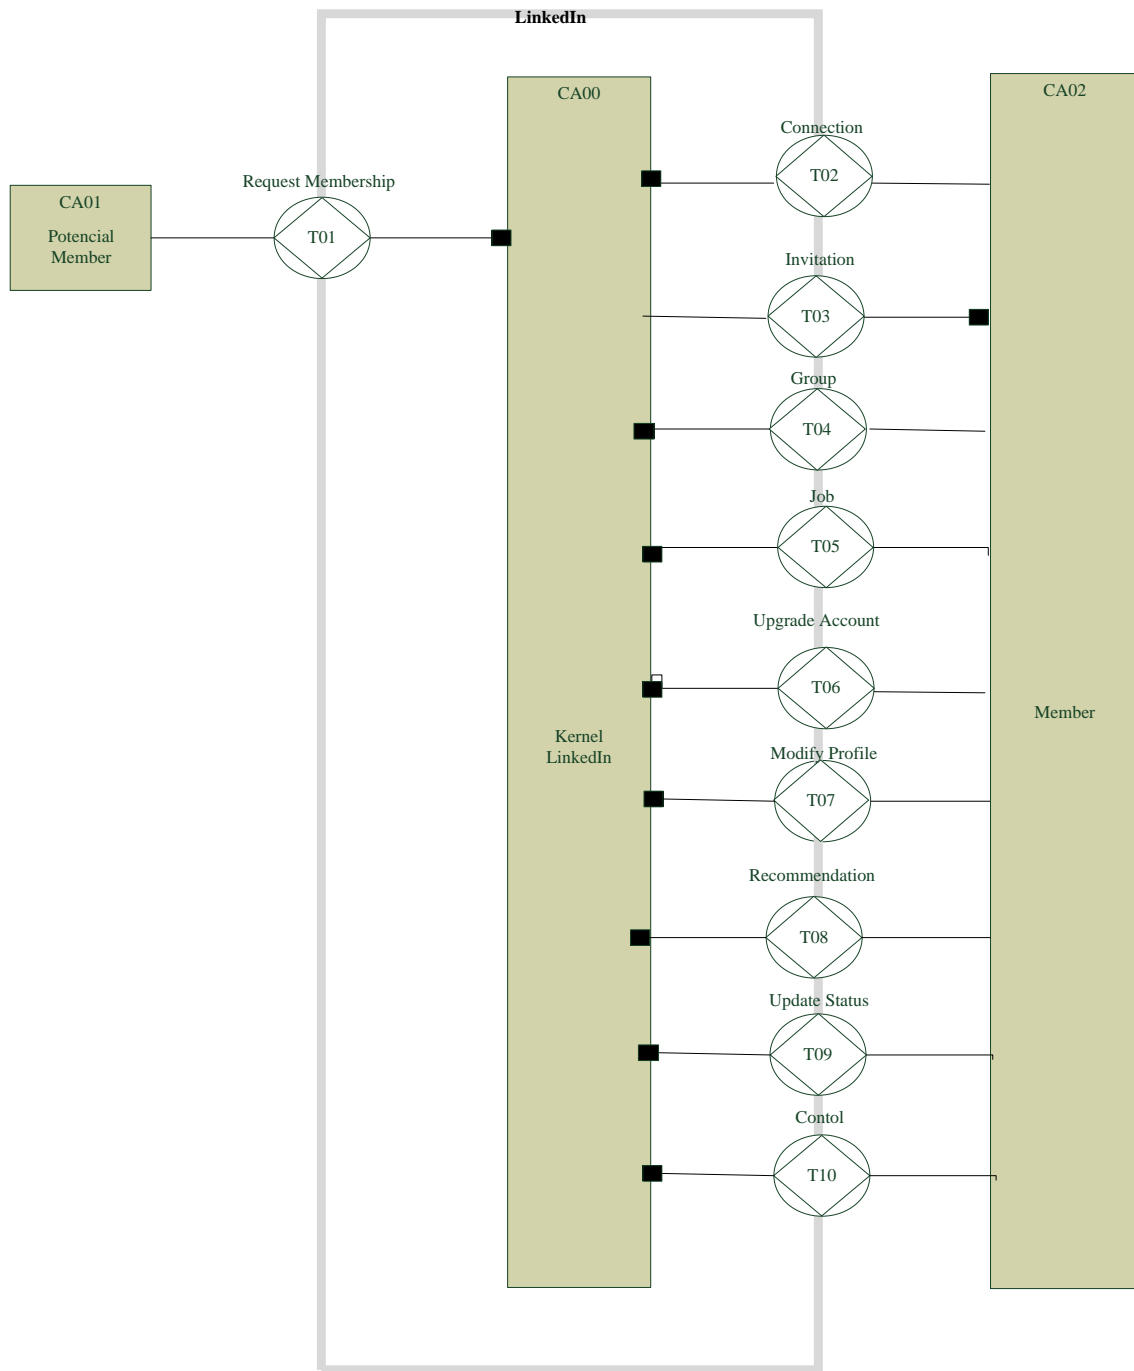 LinkedIn
CA00
CA02
Connection
T02
Request Membership
CA01
Potencial
Member
T01
Invitation
T03
Group
T04
Job
T05
Upgrade Account
T06
Member
Kernel
LinkedIn
Modify Profile
T07
Recommendation
T08
Update Status
T09
Contol
T10